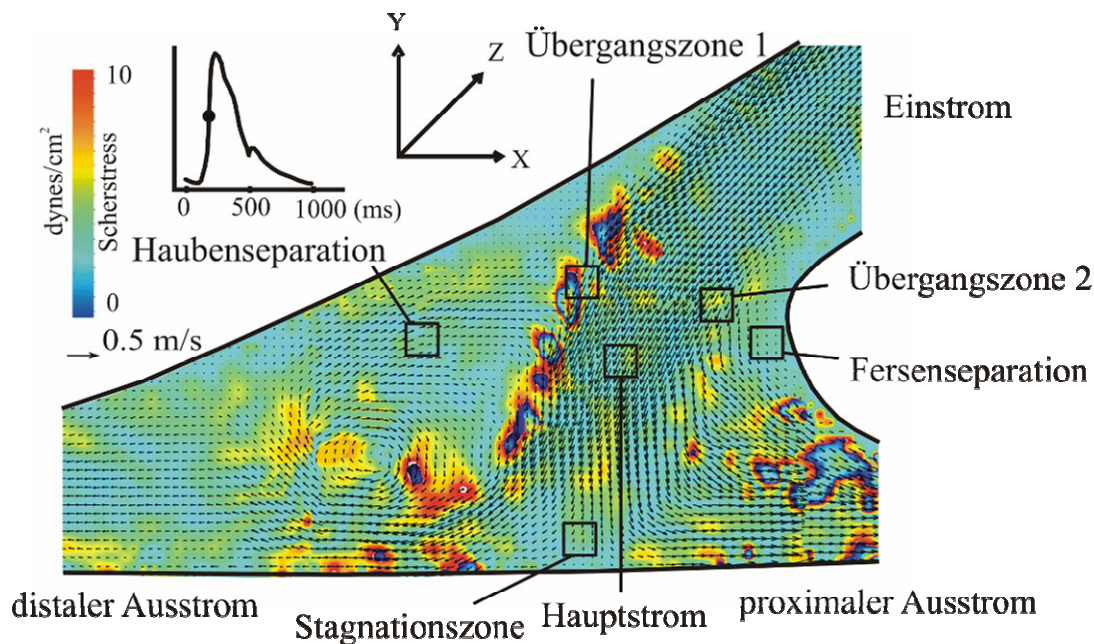 Y
Z
X
Übergangszone 1
10
0
dynes/cm²
Scherstress
0 500 1000 (ms)
Einstrom
Haubenseparation
Übergangszone 2
0.5 m/s
Fersenseparation
distaler Ausstrom
Stagnationszone
Hauptstrom
proximaler Ausstrom